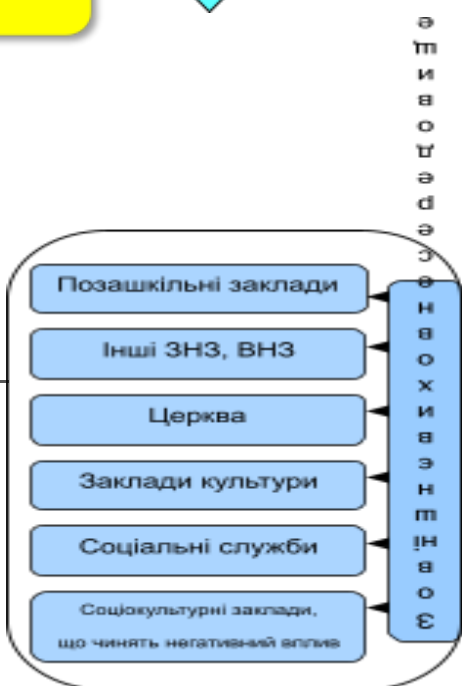 Позашкільні заклади
Інші ЗНЗ, ВНЗ
Церква
Заклади культури
Соціальні служби
Соціокультурні заклади,
що чинять негативний вплив
Зовнішнє виховне середовище